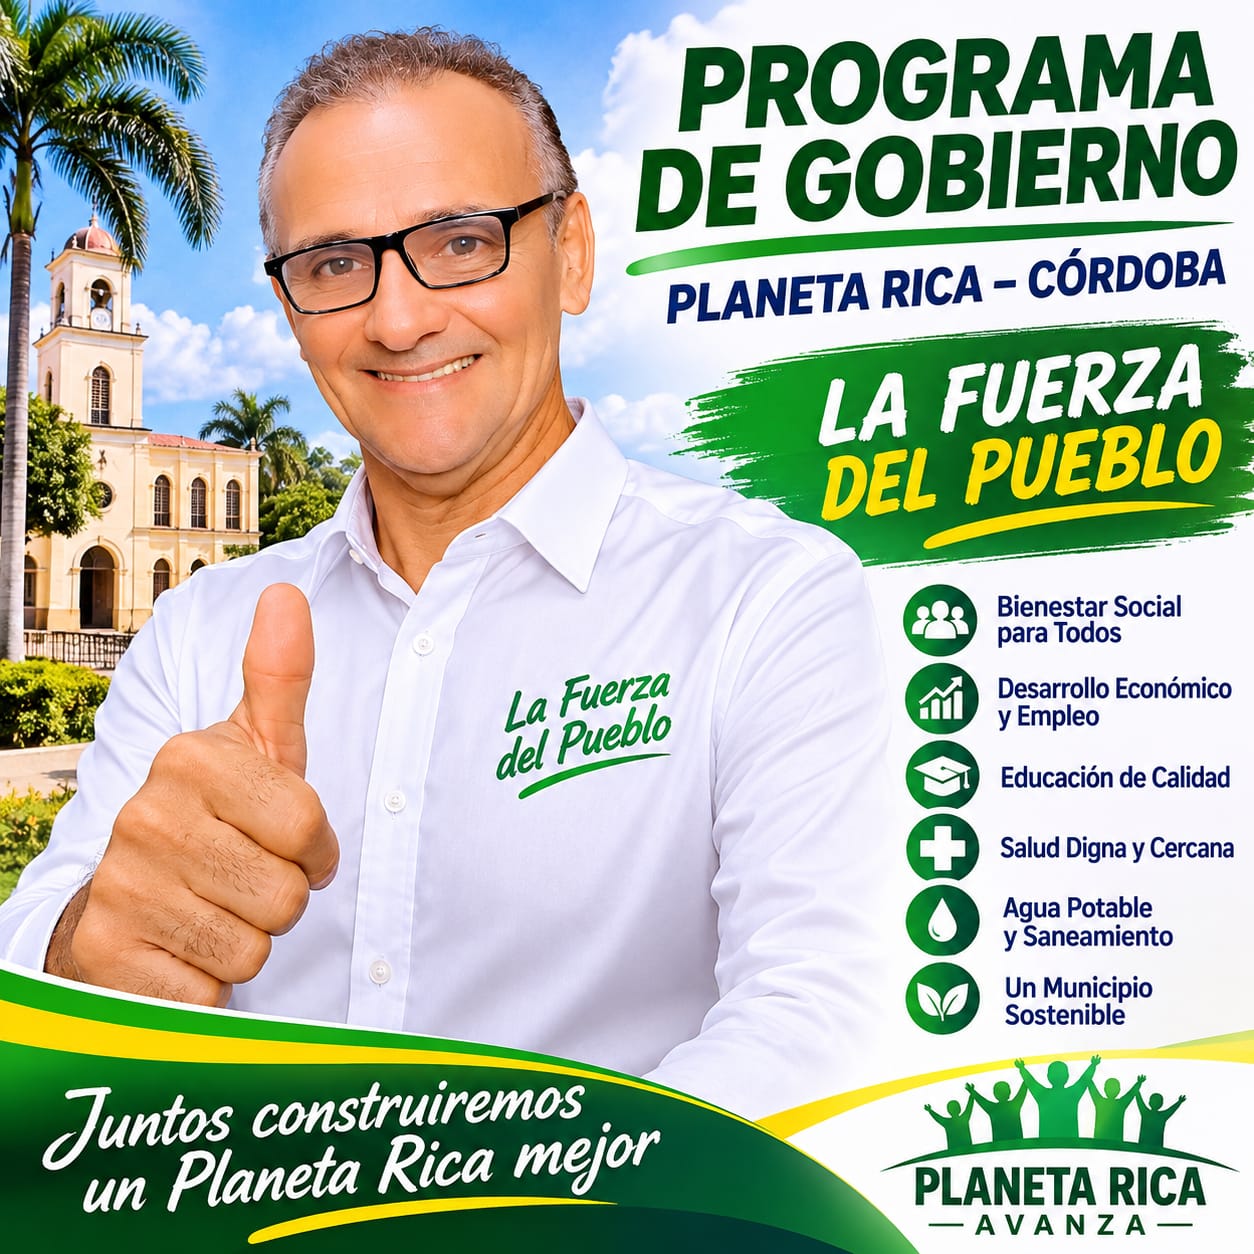 PROGRAMA
DE GOBIERNO
PLANETA RICA – CÓRDOBA
LA FUERZA
DEL PUEBLO
Bienestar Social
para Todos
Desarrollo Económico
y Empleo
Educación de Calidad
Salud Digna y Cercana
Agua Potable
y Saneamiento
Un Municipio
Sostenible
La Fuerza
del Pueblo
Juntos construiremos
un Planeta Rica mejor
PLANETA RICA
— AVANZA —